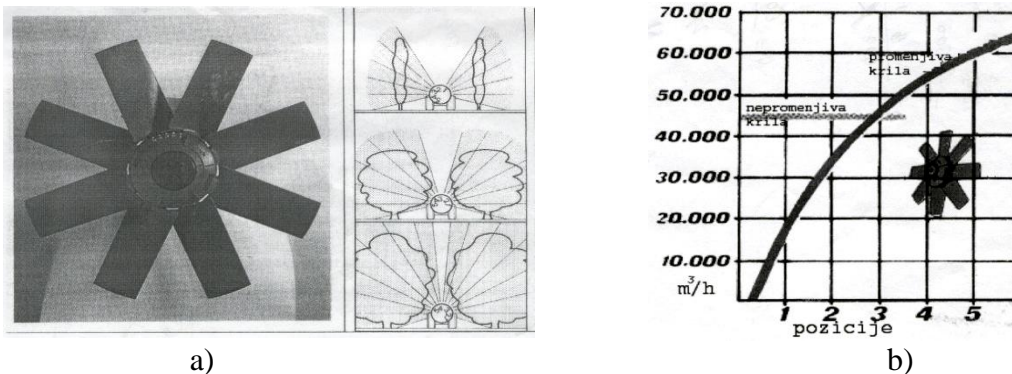 70.000
60.000
50.000
40.000
30.000
20.000
10.000
m³/h
promenjiva
krila
nepromenjiva
krila
1 2 3 4 5
pozicije
a)
b)